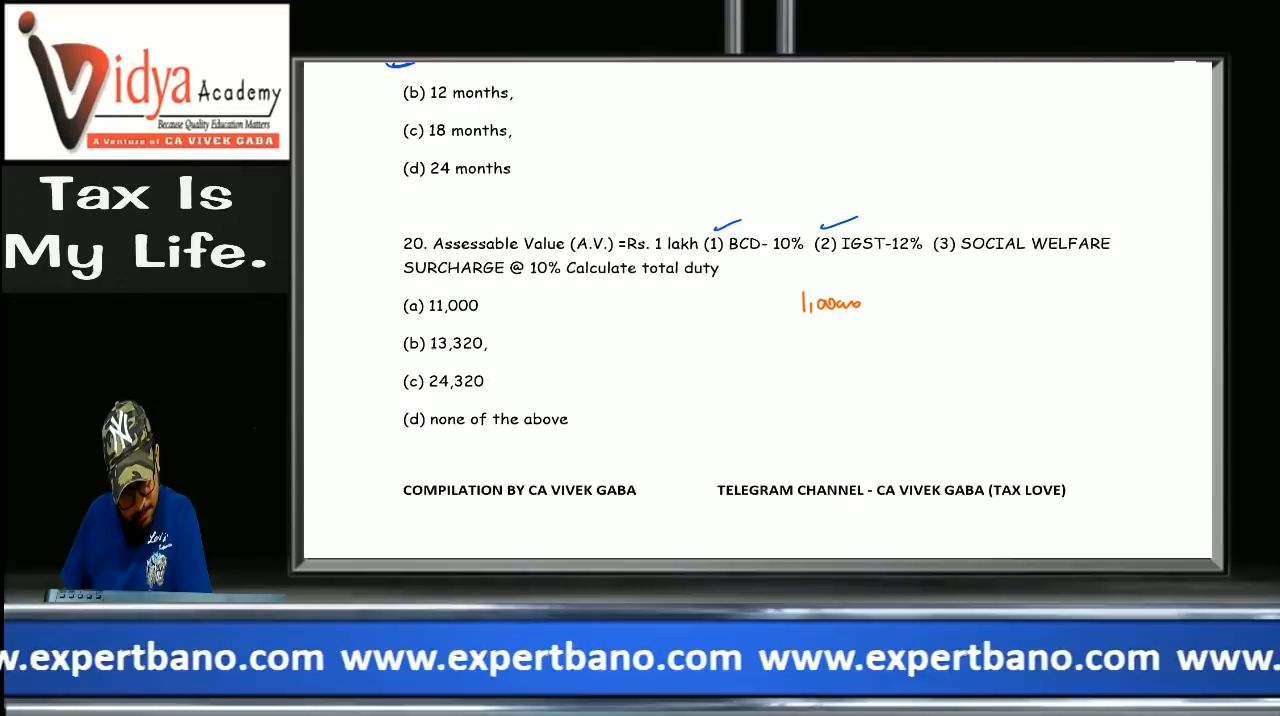 iVidya Academy
Because Quality Education Matters
A Venture of CA VIVEK GABA
Tax Is
My Life.
(b) 12 months,
(c) 18 months,
(d) 24 months
20. Assessable Value (A.V.) =Rs. 1 lakh (1) BCD- 10% (2) IGST-12% (3) SOCIAL WELFARE
SURCHARGE @ 10% Calculate total duty
(a) 11,000
1,00000
(b) 13,320,
(c) 24,320
(d) none of the above
COMPILATION BY CA VIVEK GABA TELEGRAM CHANNEL - CA VIVEK GABA (TAX LOVE)
NY
w.expertbano.com www.expertbano.com www.expertbano.com www.